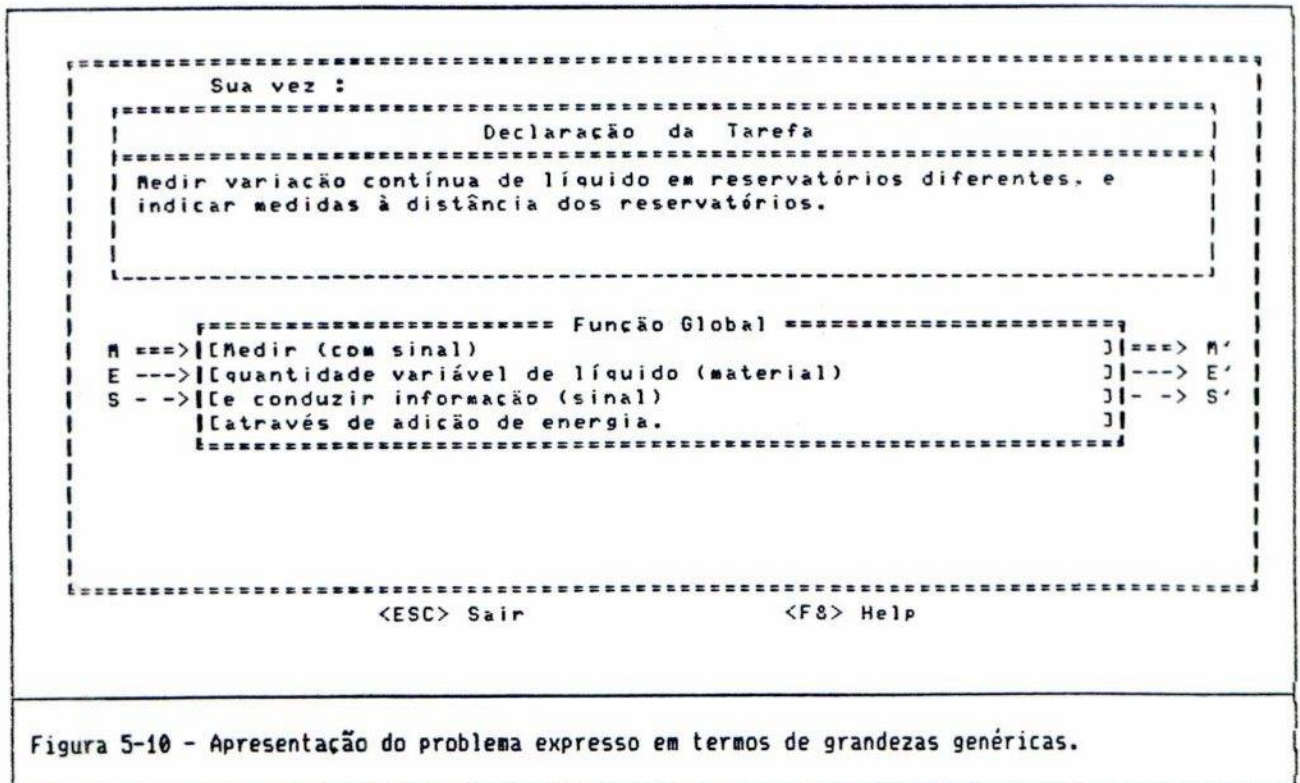 Sua vez :
Declaração da Tarefa
Medir variação contínua de líquido em reservatórios diferentes, e
indicar medidas à distância dos reservatórios.
Função Global
M ===> [Medir (com sinal) ] ===> M'
E ---> [quantidade variável de líquido (material) ] ---> E'
S - -> [e conduzir informação (sinal) ] - -> S'
[através de adição de energia. ]
<ESC> Sair <F8> Help
Figura 5-10 - Apresentação do problema expresso em termos de grandezas genéricas.